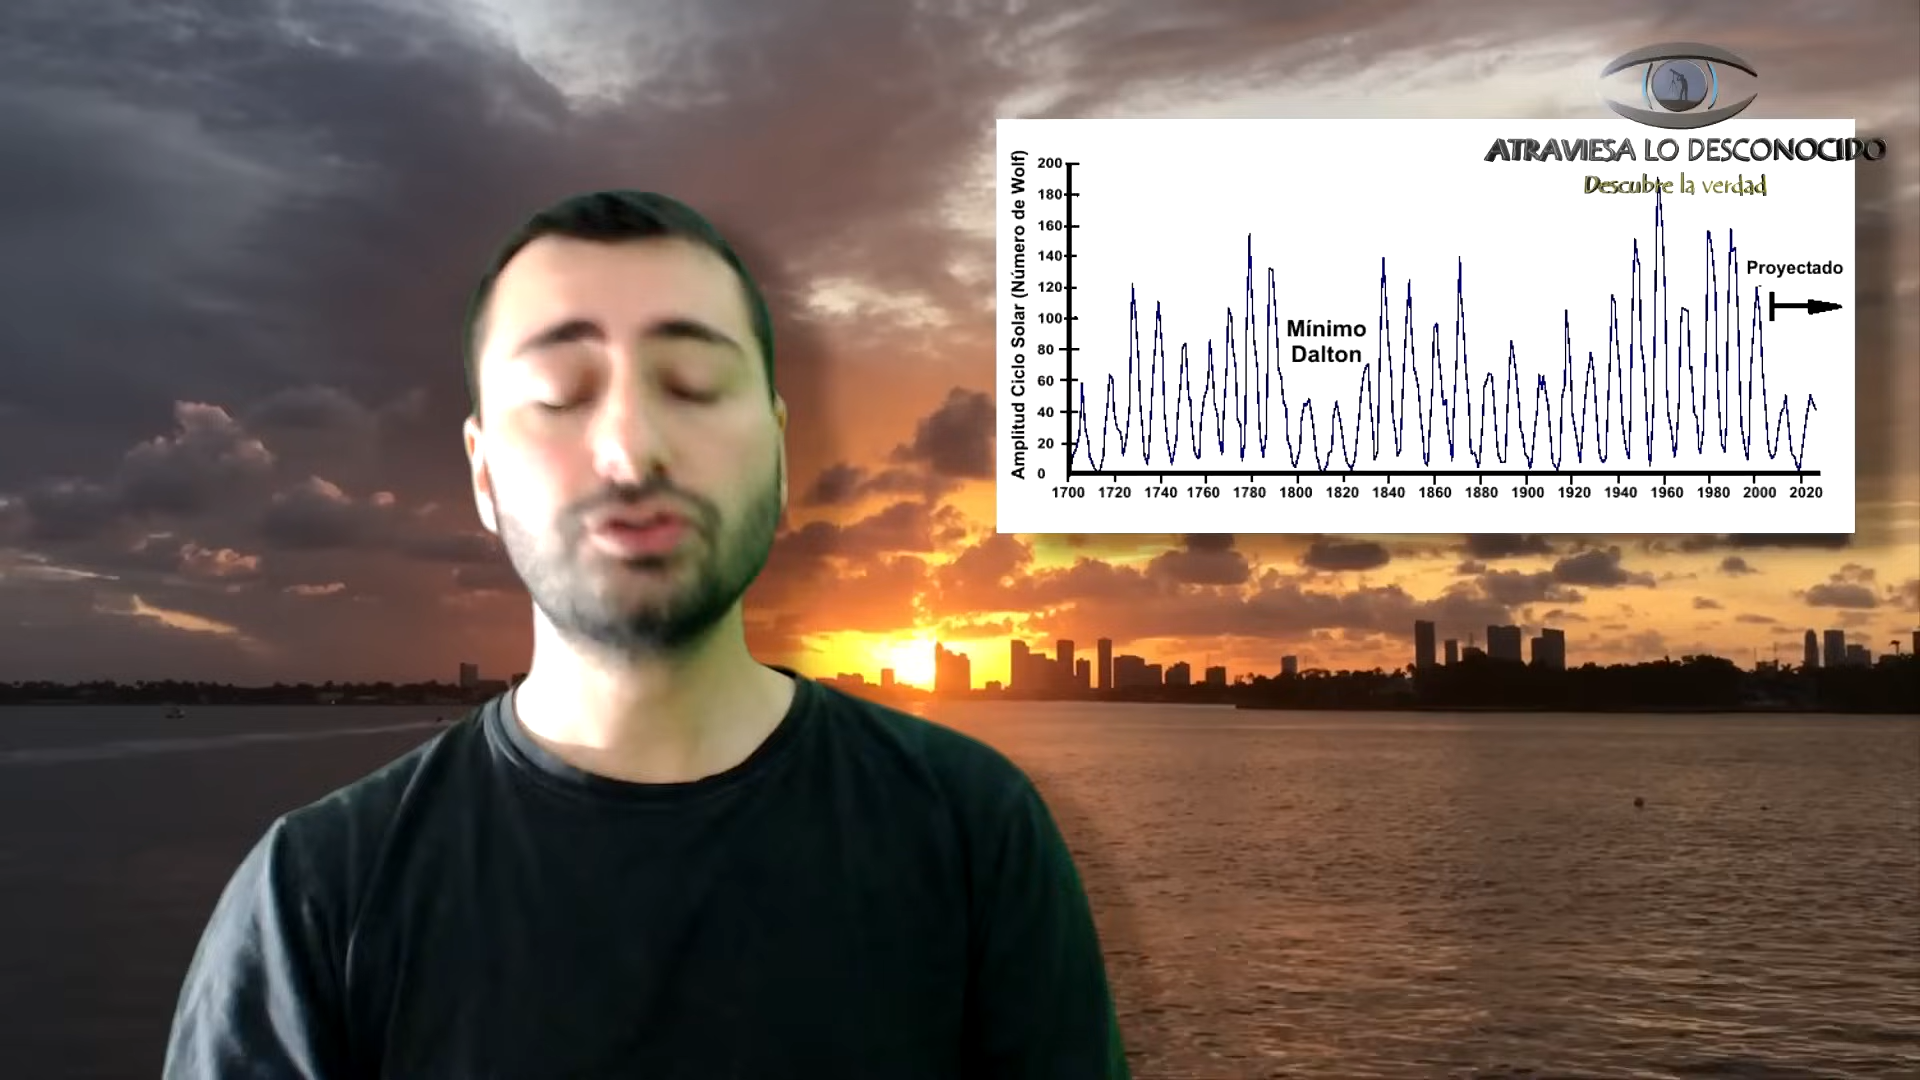 ATRAVIESA LO DESCONOCIDO
Descubre la verdad
Amplitud Ciclo Solar (Número de Wolf)
200
180
160
140
120
100
80
60
40
20
0
Mínimo
Dalton
Proyectado
1700 1720 1740 1760 1780 1800 1820 1840 1860 1880 1900 1920 1940 1960 1980 2000 2020